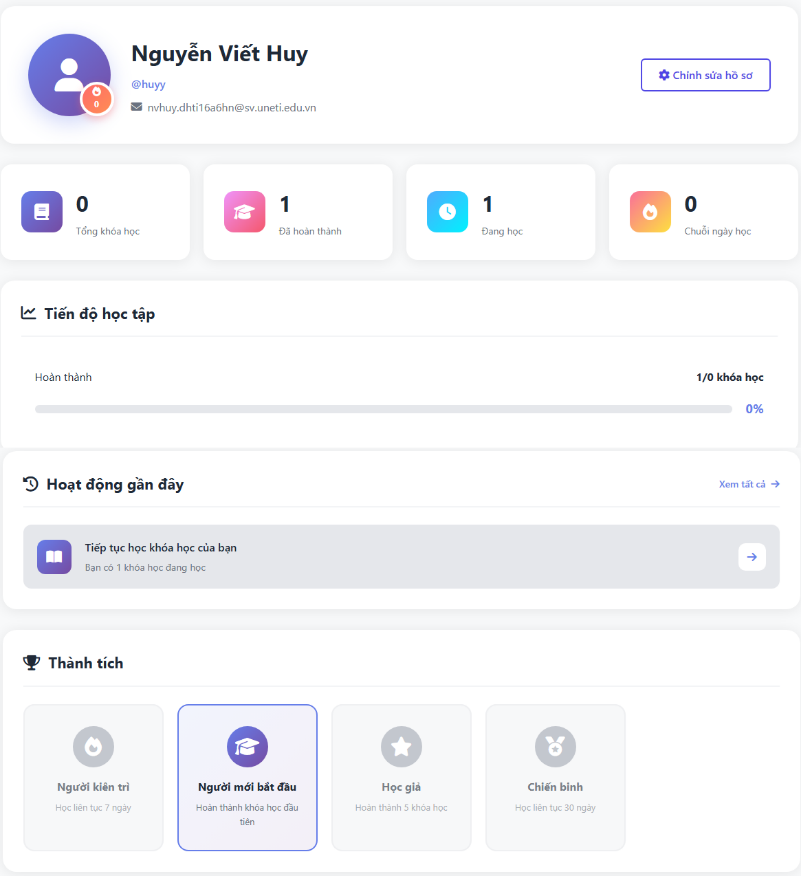 Nguyễn Viết Huy
@huyy
nvhuy.dhti16a6hn@sv.uneti.edu.vn
0
Chỉnh sửa hồ sơ
0
Tổng khóa học
1
Đã hoàn thành
1
Đang học
0
Chuỗi ngày học
Tiến độ học tập
Hoàn thành
1/0 khóa học
0%
Hoạt động gần đây
Xem tất cả
Tiếp tục học khóa học của bạn
Bạn có 1 khóa học đang học
Thành tích
Người kiên trì
Học liên tục 7 ngày
Người mới bắt đầu
Hoàn thành khóa học đầu
tiên
Học giả
Hoàn thành 5 khóa học
Chiến binh
Học liên tục 30 ngày